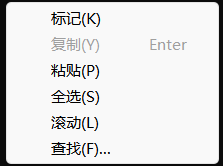 标记(K)
复制(Y) Enter
粘贴(P)
全选(S)
滚动(L)
查找(F)...